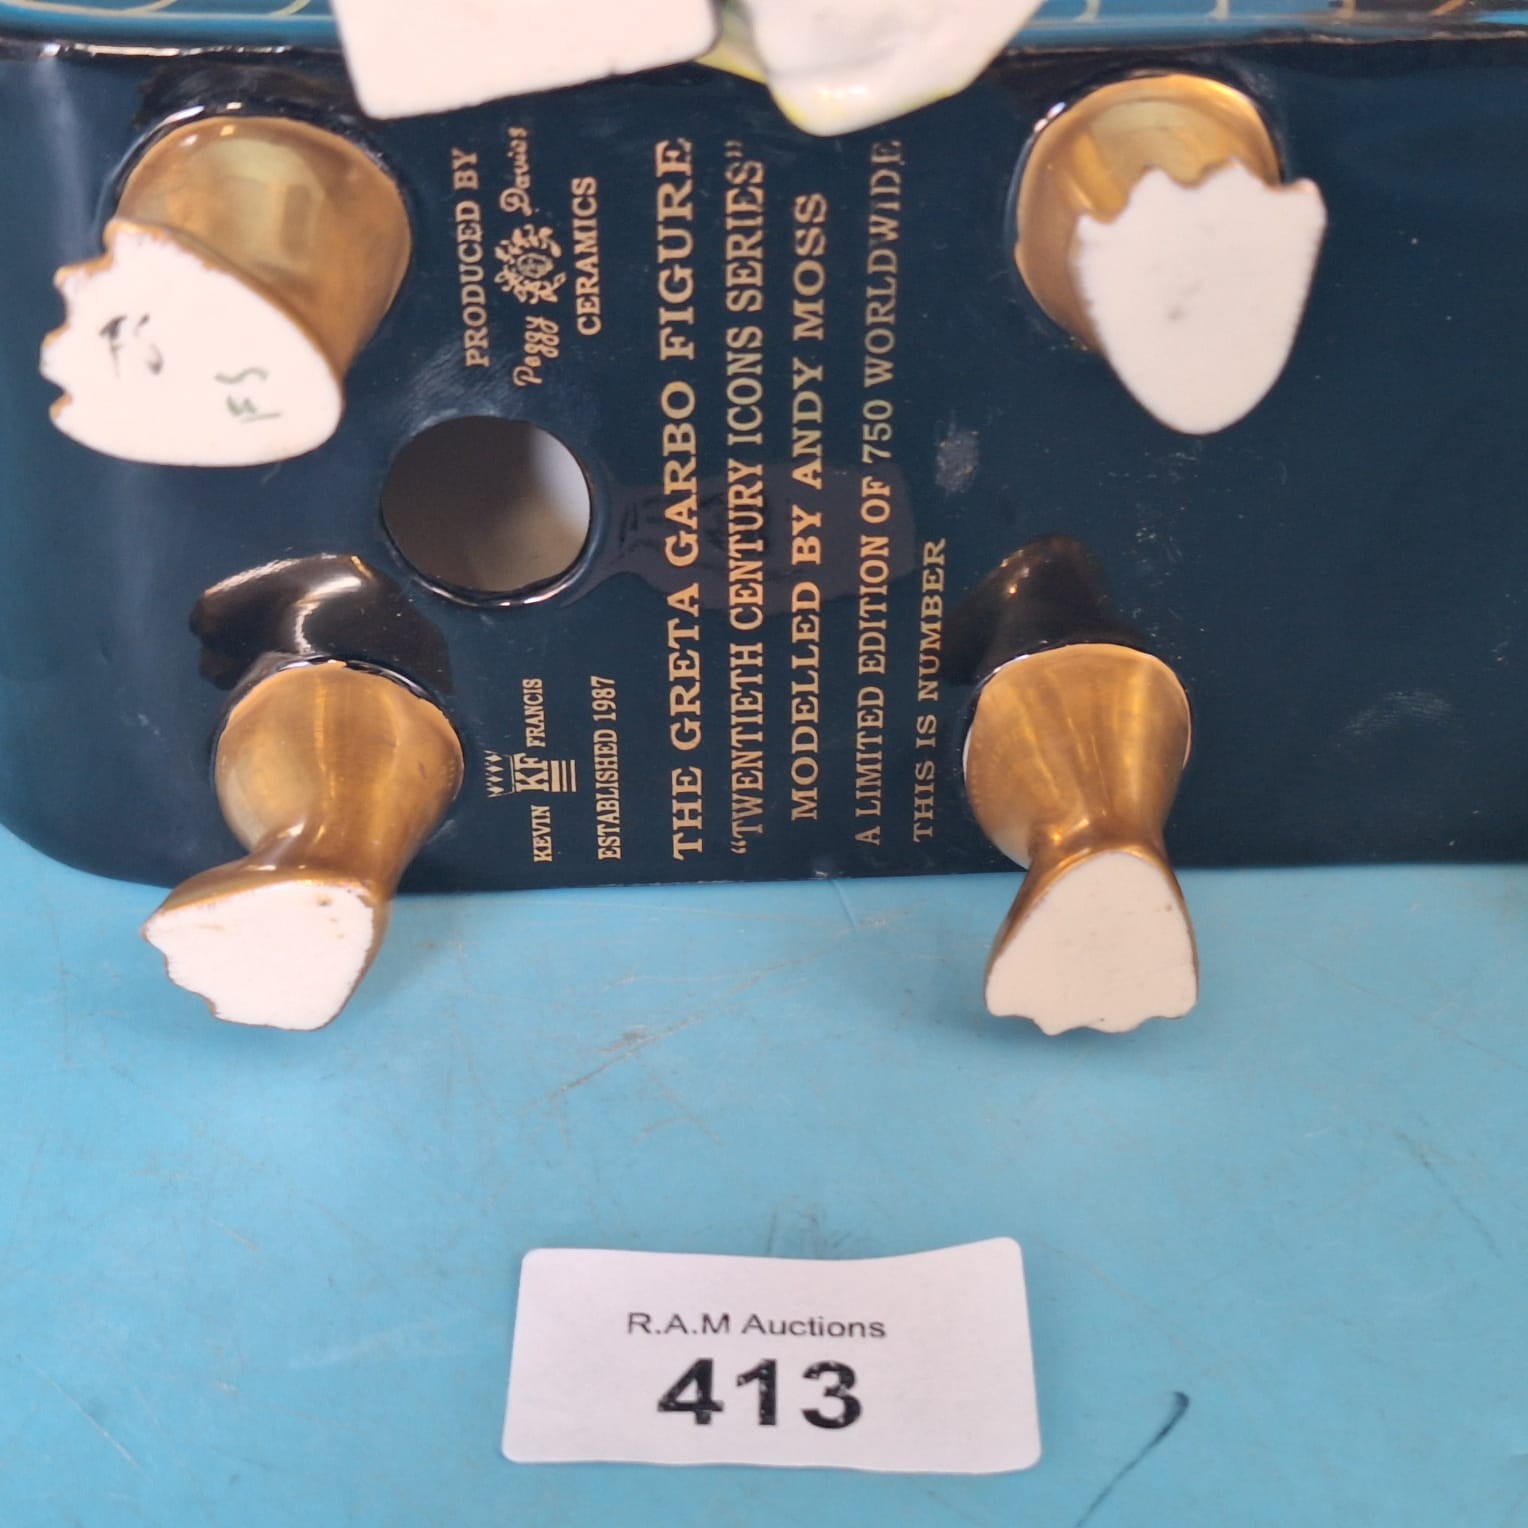 PRODUCED BY
Peggy Davies
CERAMICS
KEVIN KF FRANCIS
ESTABLISHED 1987
THE GRETA GARBO FIGURE
“TWENTIETH CENTURY ICONS SERIES”
MODELLED BY ANDY MOSS
A LIMITED EDITION OF 750 WORLDWIDE
THIS IS NUMBER
R.A.M Auctions
413